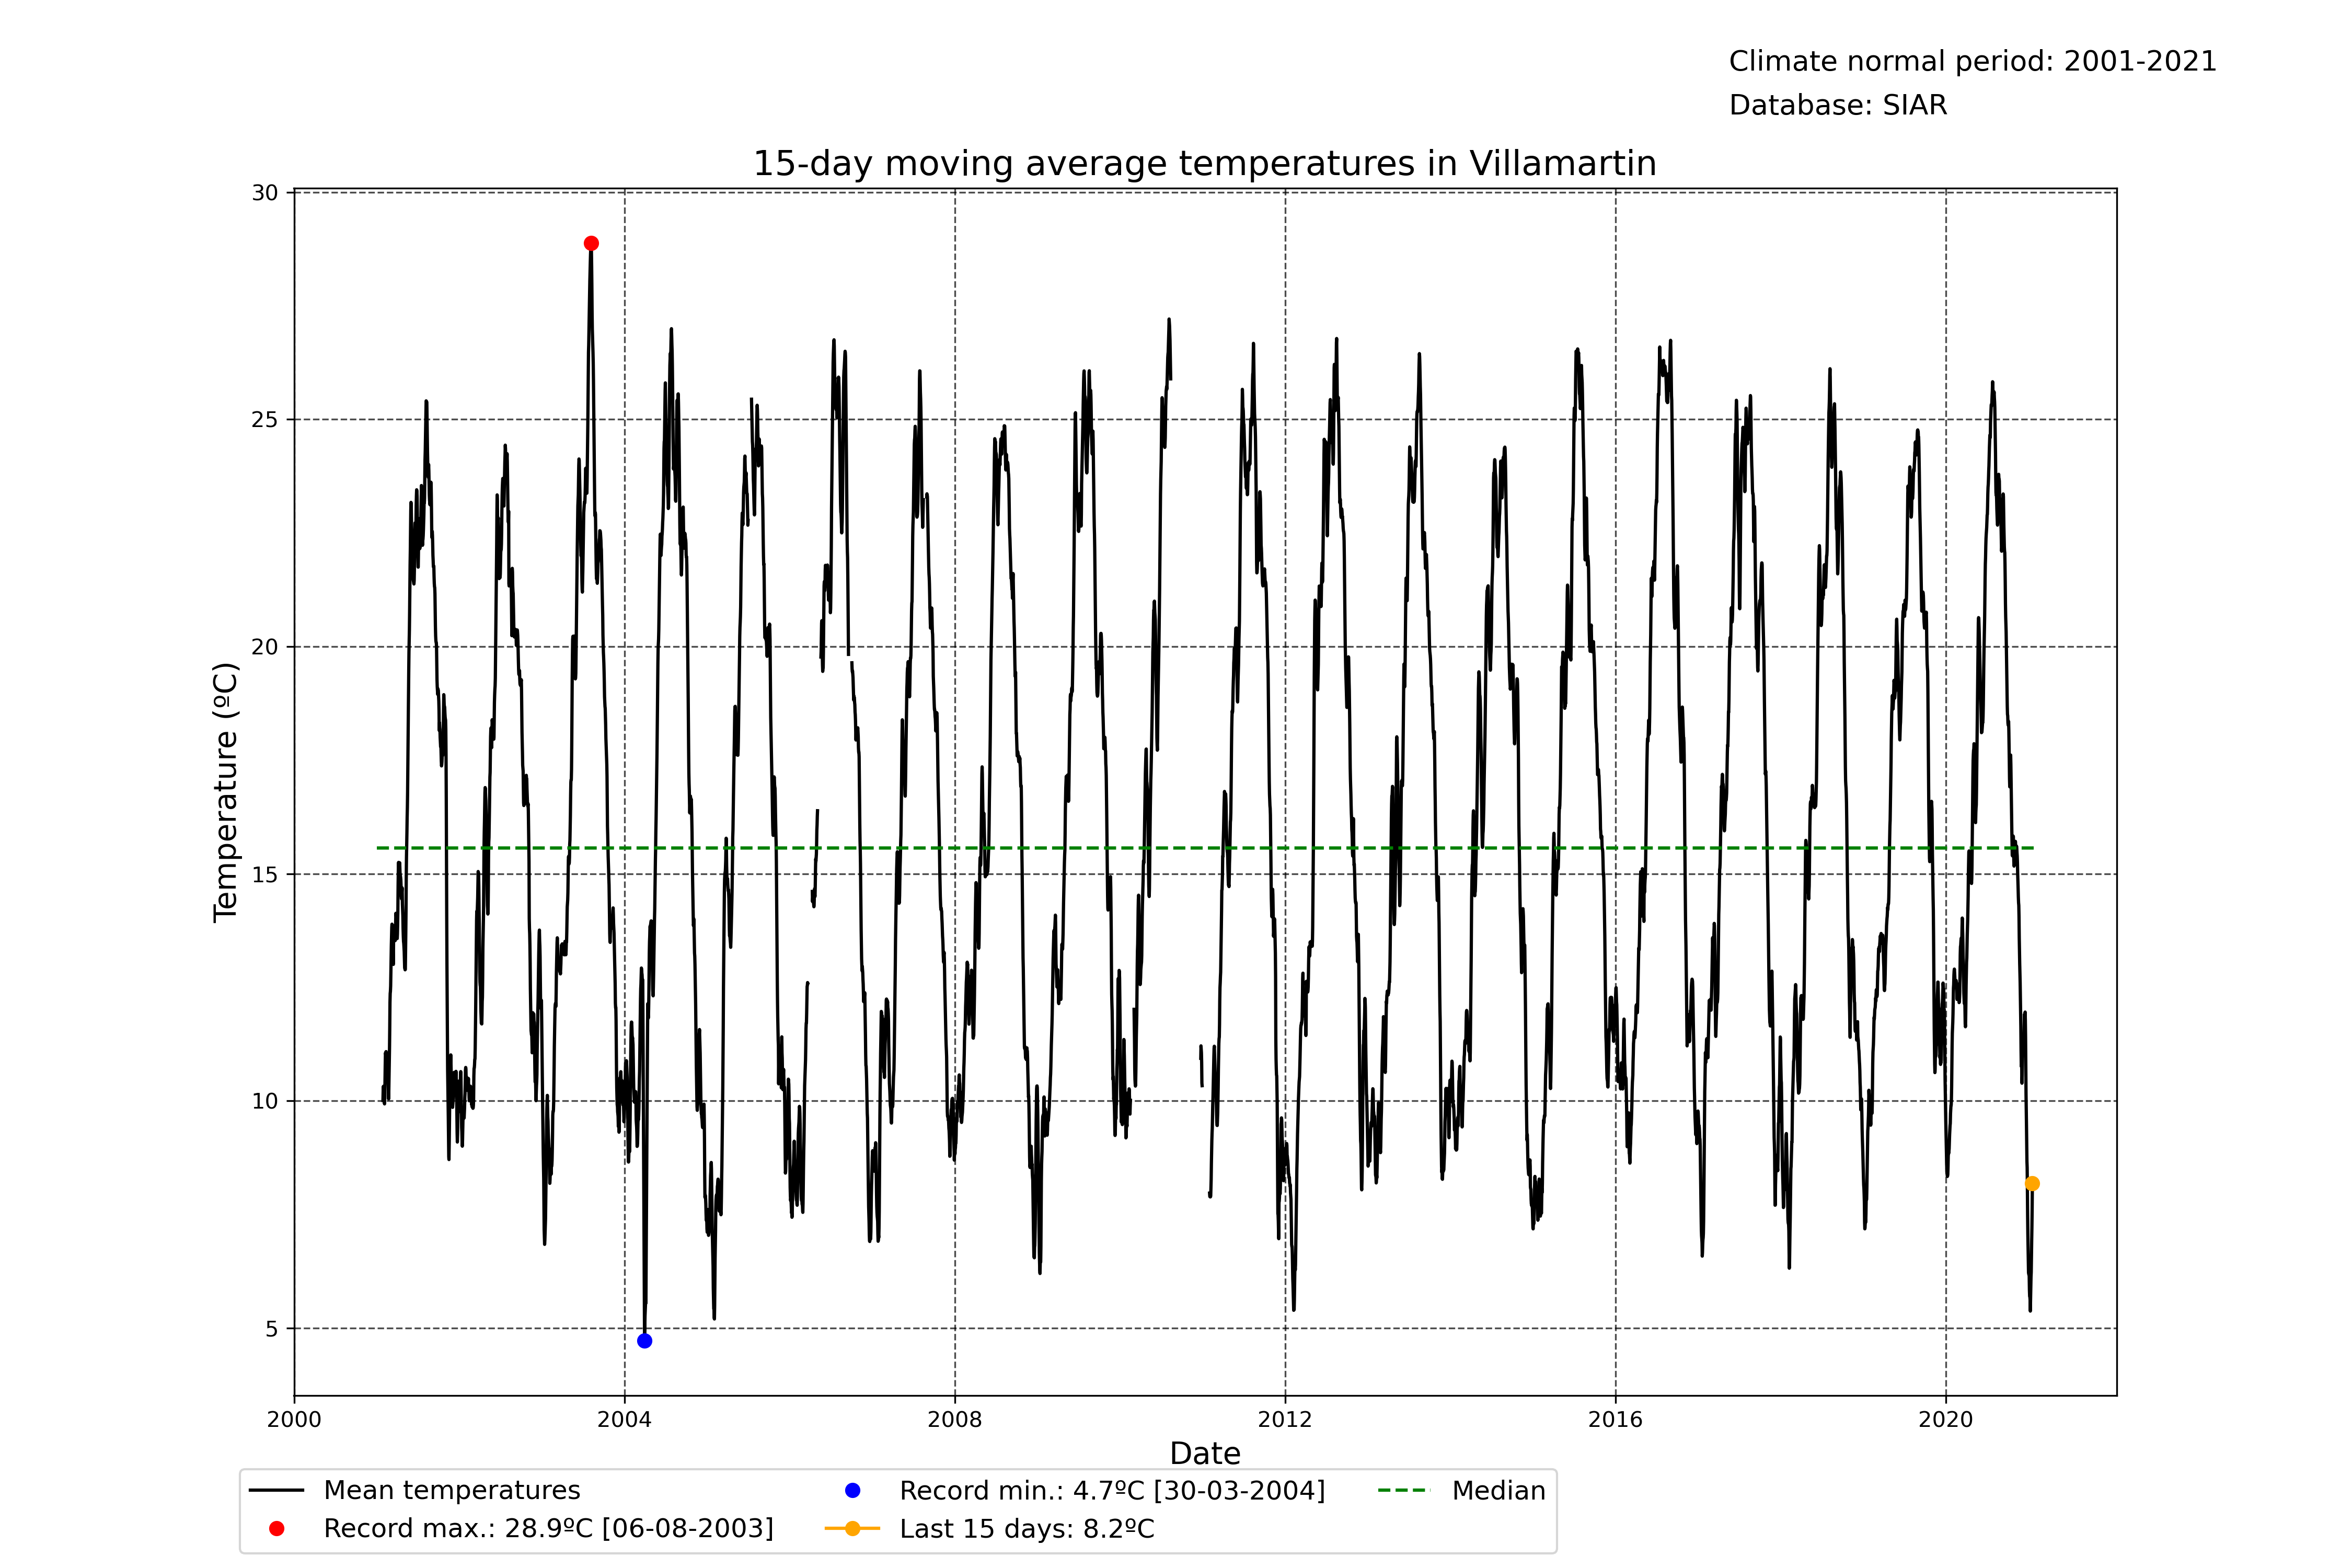 Climate normal period: 2001-2021
Database: SIAR
15-day moving average temperatures in Villamartin
30
25
20
15
10
5
Temperature (ºC)
2000 2004 2008 2012 2016 2020
Date
Mean temperatures
Record max.: 28.9ºC [06-08-2003]
Record min.: 4.7ºC [30-03-2004]
Last 15 days: 8.2ºC
Median